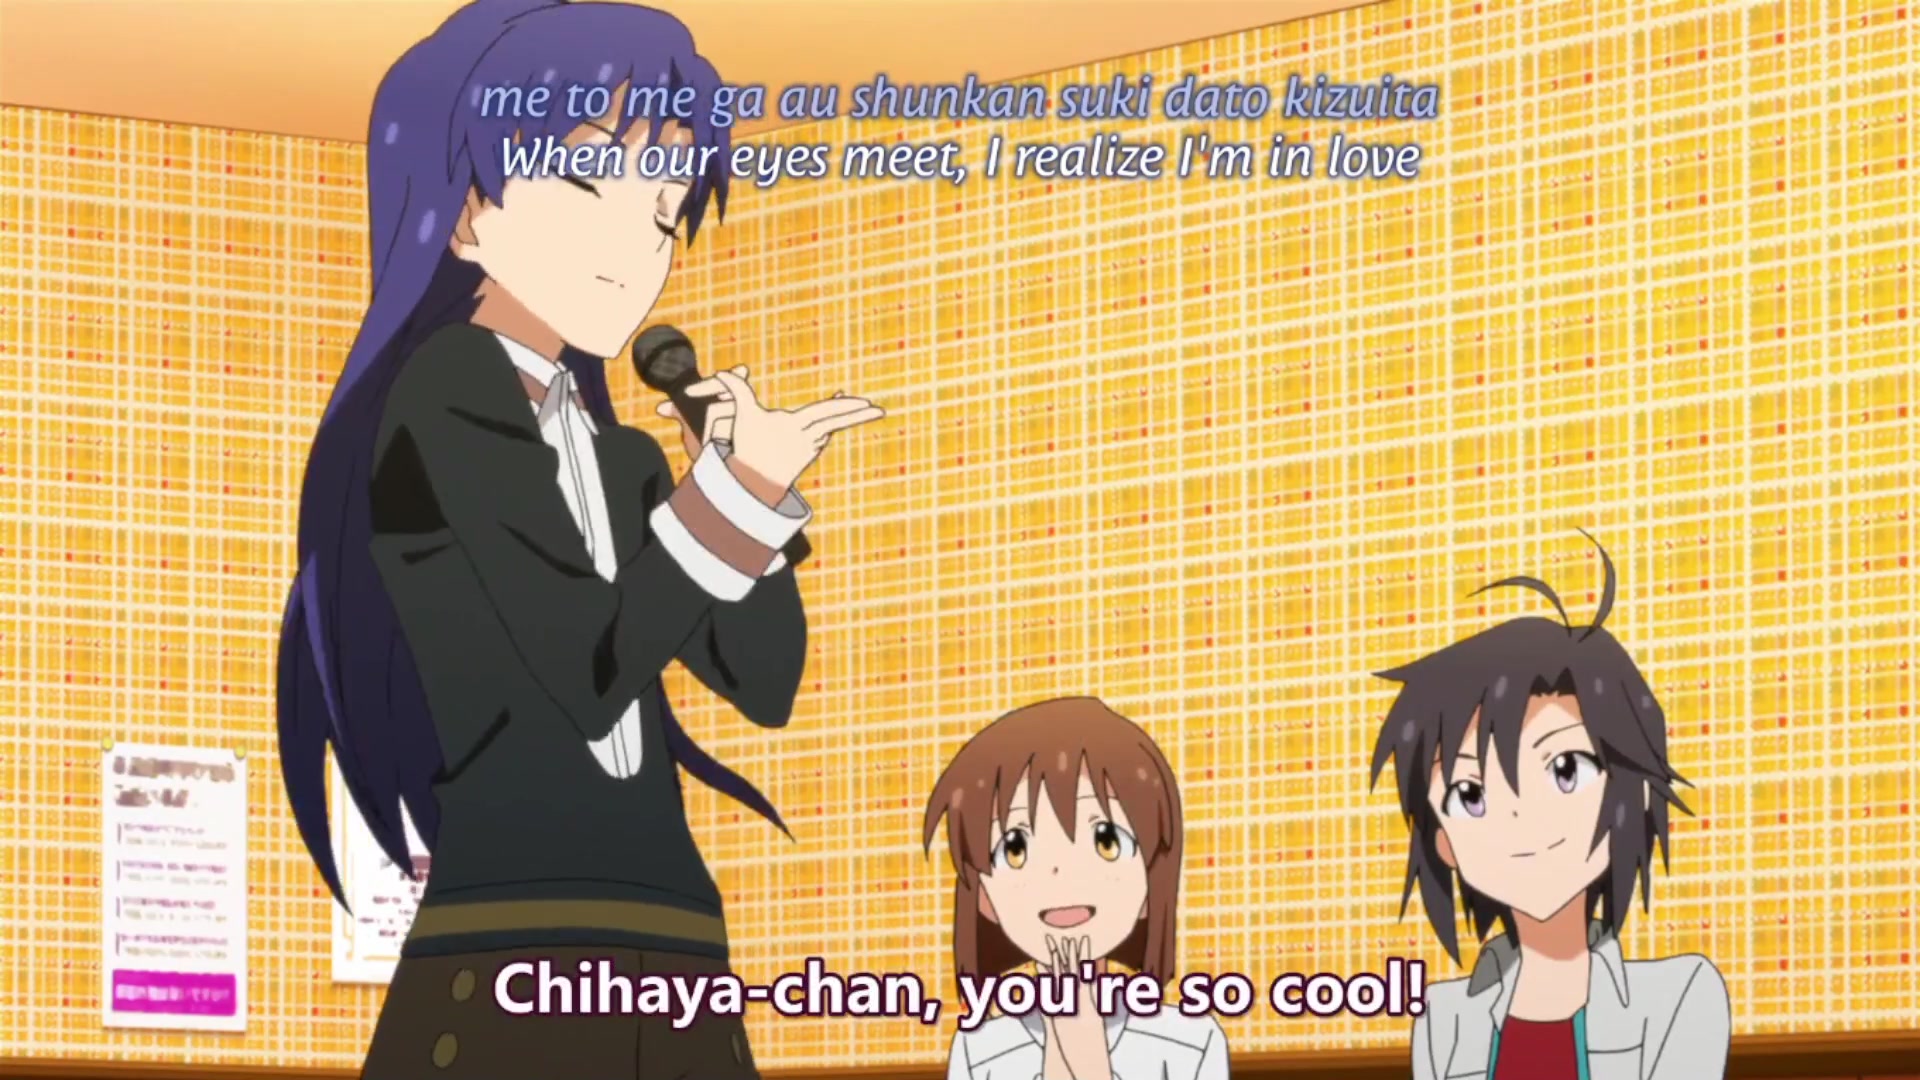 me to me ga au shunkan suki dato kizuita
When our eyes meet, I realize I'm in love
Chihaya-chan, you're so cool!